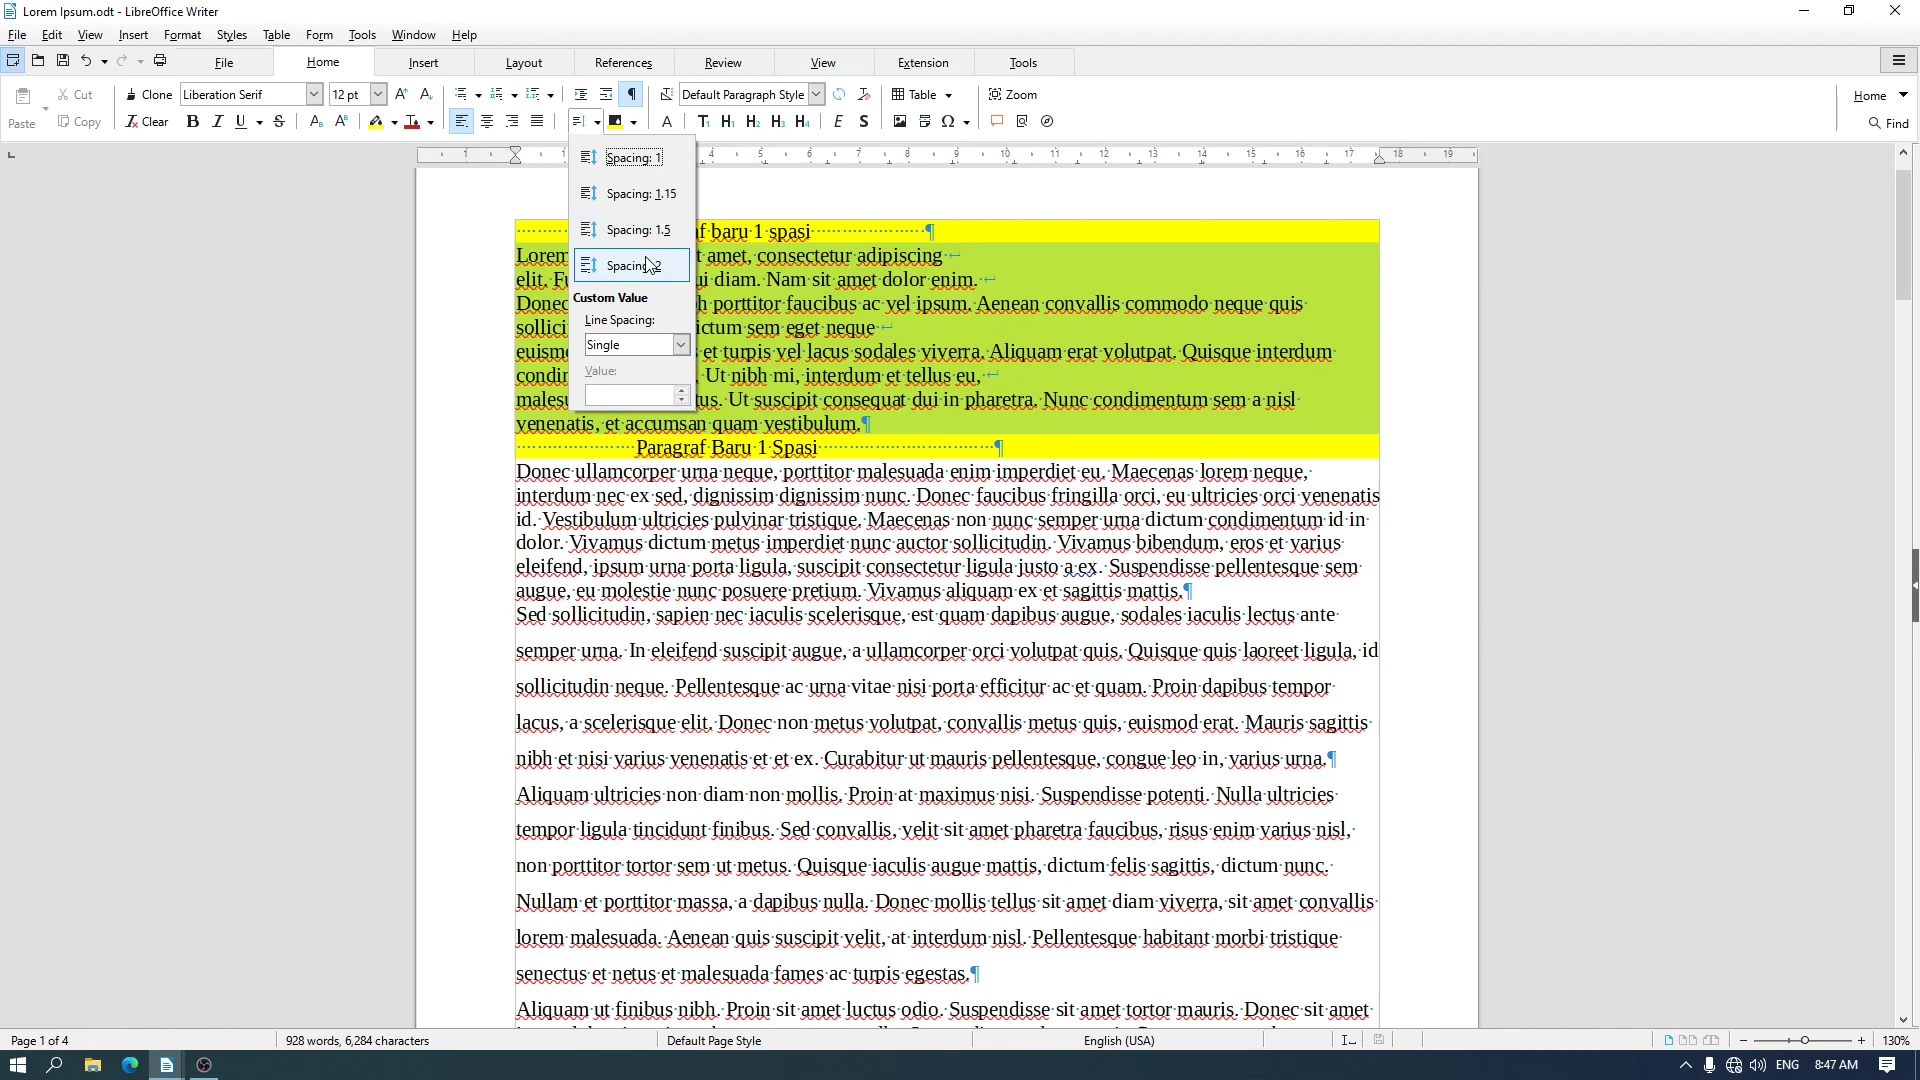 Lorem Ipsum.odt - LibreOffice Writer
File Edit View Insert Format Styles Table Form Tools Window Help
File Home Insert Layout References Review View Extension Tools
Paste Cut Clone Liberation Serif 12 pt Default Paragraph Style Table Zoom Home
Copy Clear Find
1 1 4 5 6 7 8 9 10 11 12 13 14 15 16 17 18 19
Spacing: 1
Spacing: 1.15
Spacing: 1.5
Spacing: 2
Custom Value
Line Spacing:
Single
Value:
baru 1 spasi ¶
Lorem amet, consectetur adipiscing
elit. diam. Nam sit amet dolor enim.
Donec porttitor faucibus ac vel ipsum. Aenean convallis commodo neque quis
dictum sem eget neque
et turpis vel lacus sodales viverra. Aliquam erat volutpat. Quisque interdum
Ut nibh mi, interdum et tellus eu,
Ut suscipit consequat dui in pharetra. Nunc condimentum sem a nisl
venenatis, et accumsan quam vestibulum.¶
Paragraf Baru 1 Spasi ¶
Donec ullamcorper urna neque, porttitor malesuada enim imperdiet eu. Maecenas lorem neque,
interdum nec ex sed, dignissim dignissim nunc. Donec faucibus fringilla orci, eu ultricies orci venenatis
id. Vestibulum ultricies pulvinar tristique. Maecenas non nunc semper urna dictum condimentum id in
dolor. Vivamus dictum metus imperdiet nunc auctor sollicitudin. Vivamus bibendum, eros et varius
eleifend, ipsum urna porta ligula, suscipit consectetur ligula justo a ex. Suspendisse pellentesque sem
augue, eu molestie nunc posuere pretium. Vivamus aliquam ex et sagittis mattis.¶
Sed sollicitudin, sapien nec iaculis scelerisque, est quam dapibus augue, sodales iaculis lectus ante
semper urna. In eleifend suscipit augue, a ullamcorper orci volutpat quis. Quisque quis laoreet ligula, id
sollicitudin neque. Pellentesque ac urna vitae nisi porta efficitur ac et quam. Proin dapibus tempor
lacus, a scelerisque elit. Donec non metus volutpat, convallis metus quis, euismod erat. Mauris sagittis
nibh et nisi varius venenatis et et ex. Curabitur ut mauris pellentesque, congue leo in, varius urna.¶
Aliquam ultricies non diam non mollis. Proin at maximus nisi. Suspendisse potenti. Nulla ultricies
tempor ligula tincidunt finibus. Sed convallis, velit sit amet pharetra faucibus, risus enim varius nisl,
non porttitor tortor sem ut metus. Quisque iaculis augue mattis, dictum felis sagittis, dictum nunc.
Nullam et porttitor massa, a dapibus nulla. Donec mollis tellus sit amet diam viverra, sit amet convallis
lorem malesuada. Aenean quis suscipit velit, at interdum nisl. Pellentesque habitant morbi tristique
senectus et netus et malesuada fames ac turpis egestas.¶
Aliquam ut finibus nibh. Proin sit amet luctus odio. Suspendisse sit amet tortor mauris. Donec sit amet
Page 1 of 4 928 words, 6,284 characters Default Page Style English (USA) 130%
ENG 8:47 AM